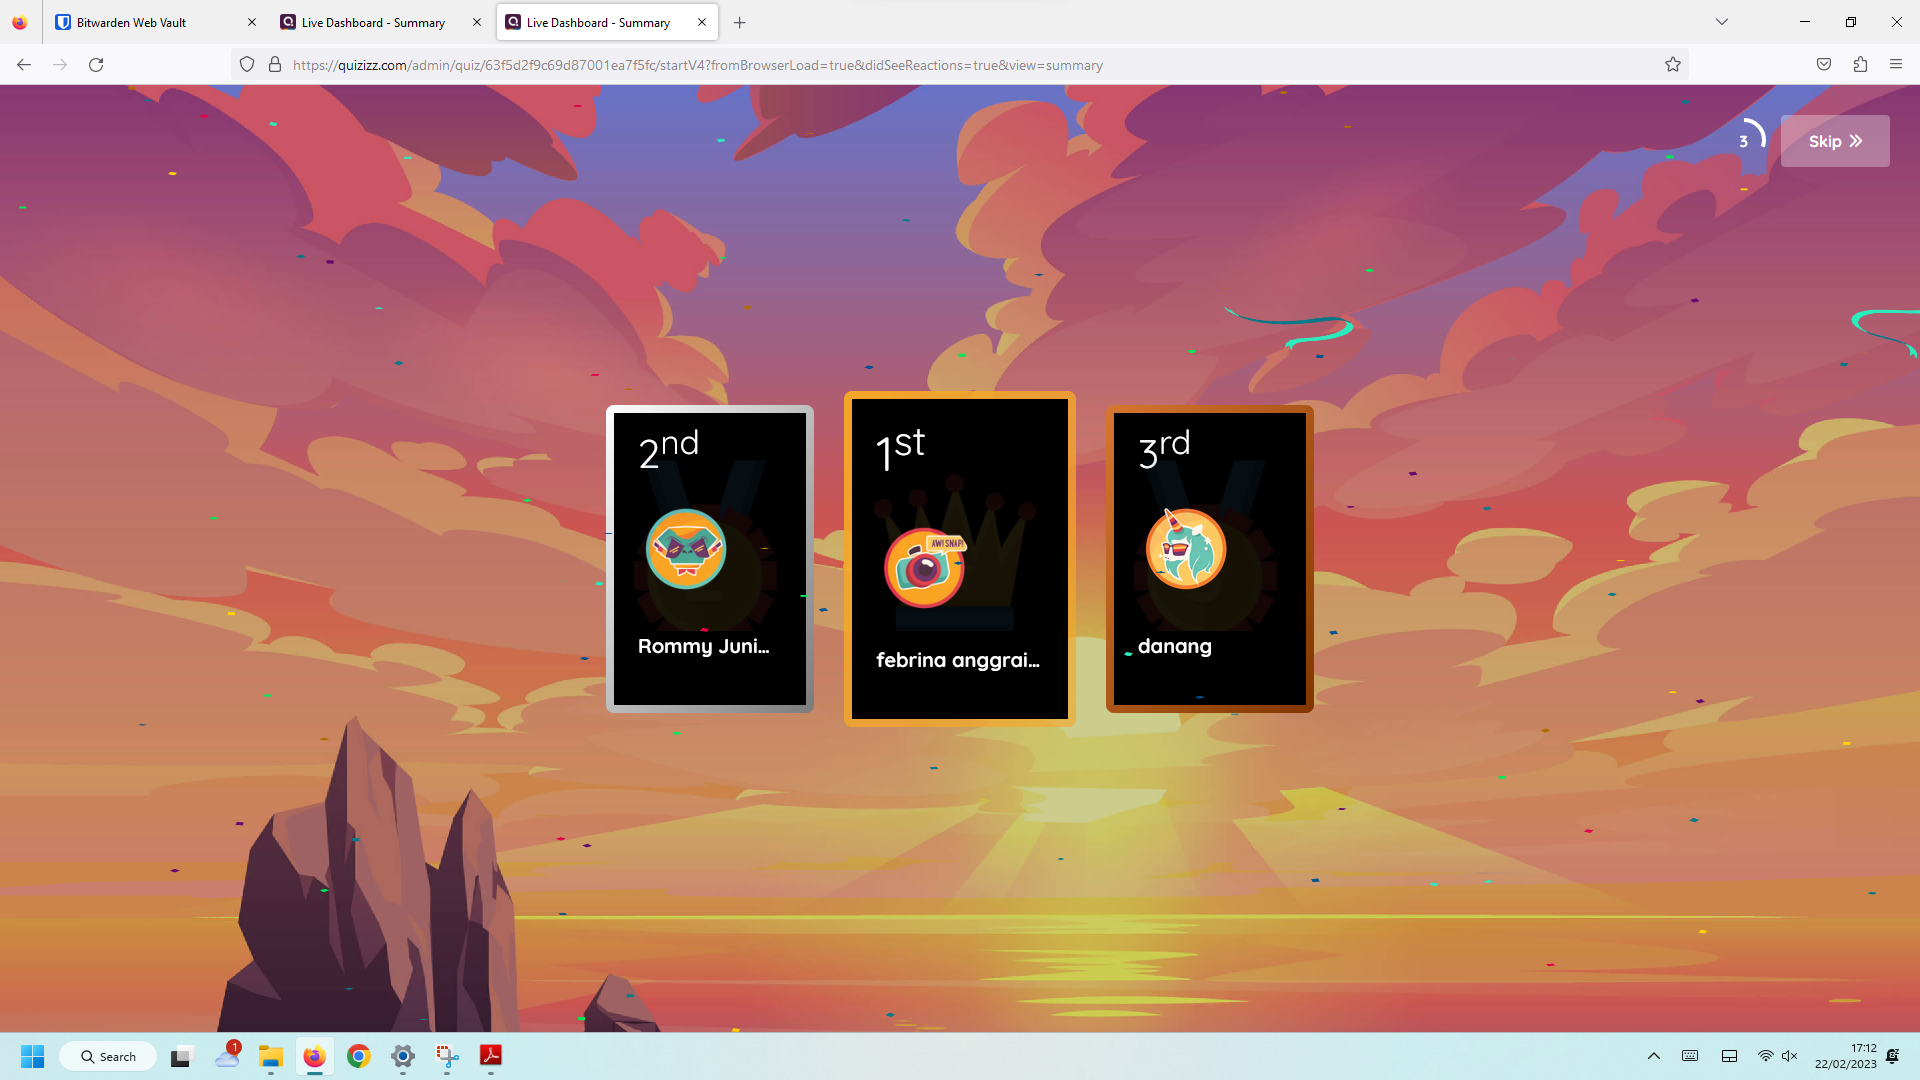 Bitwarden Web Vault
Live Dashboard - Summary
Live Dashboard - Summary
https://quizizz.com/admin/quiz/63f5d2f9c69d87001ea7f5fc/startV4?fromBrowserLoad=true&didSeeReactions=true&view=summary
3
Skip
2nd
Rommy Juni...
1st
AW! SNAP!
febrina anggrai...
3rd
danang
Search
1
17:12
22/02/2023